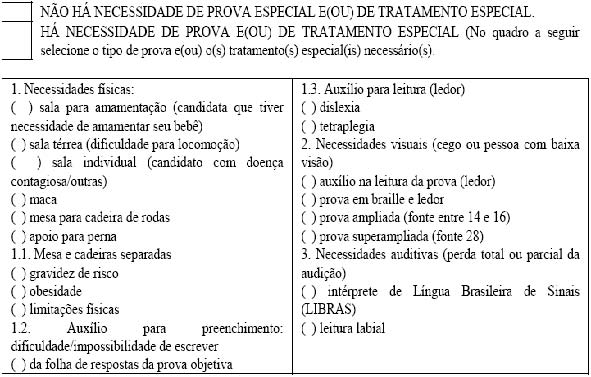 NÃO HÁ NECESSIDADE DE PROVA ESPECIAL E(OU) DE TRATAMENTO ESPECIAL.
HÁ NECESSIDADE DE PROVA E(OU) DE TRATAMENTO ESPECIAL (No quadro a seguir
selecione o tipo de prova e(ou) o(s) tratamento(s) especial(is) necessário(s).
1. Necessidades físicas:
( ) sala para amamentação (candidata que tiver
necessidade de amamentar seu bebê)
( ) sala térrea (dificuldade para locomoção)
( ) sala individual (candidato com doença
contagiosa/outras)
( ) maca
( ) mesa para cadeira de rodas
( ) apoio para perna
1.1. Mesa e cadeiras separadas
( ) gravidez de risco
( ) obesidade
( ) limitações físicas
1.2. Auxílio para preenchimento:
dificuldade/impossibilidade de escrever
( ) da folha de respostas da prova objetiva
1.3. Auxílio para leitura (ledor)
( ) dislexia
( ) tetraplegia
2. Necessidades visuais (cego ou pessoa com baixa
visão)
( ) auxílio na leitura da prova (ledor)
( ) prova em braille e ledor
( ) prova ampliada (fonte entre 14 e 16)
( ) prova superampliada (fonte 28)
3. Necessidades auditivas (perda total ou parcial da
audição)
( ) intérprete de Língua Brasileira de Sinais
(LIBRAS)
( ) leitura labial